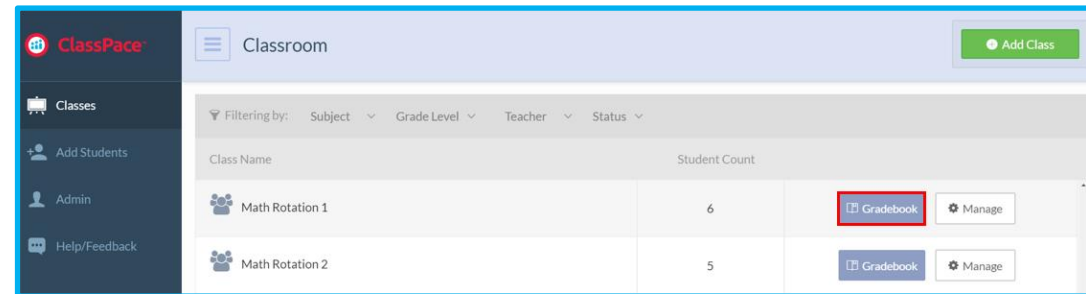 ClassPace
Classroom
Add Class
Classes
Filtering by: Subject Grade Level Teacher Status
Add Students
Class Name Student Count
Admin
Math Rotation 1 6 Gradebook Manage
Help/Feedback
Math Rotation 2 5 Gradebook Manage